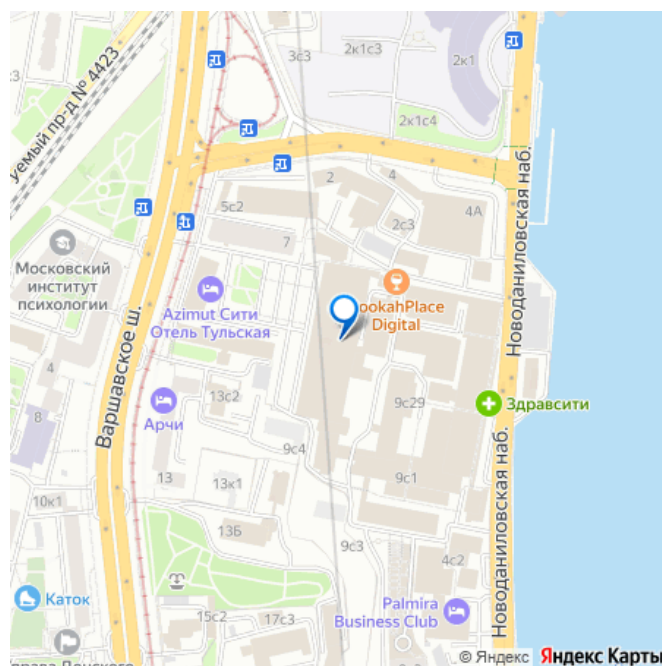 3с3
2к1с3
2к1
2к1с4
уемый пр-д № 4423
Новоданиловская наб.
2
4
4А
5с2
2с3
7
Московский
институт
психологии
Azimut Сити
Отель Тульская
ookahPlace
Digital
Варшавское ш.
4
8
13с2
Арчи
9с29
Здравсити
9с4
9с1
13
13к1
10к1
13Б
Новоданиловская наб.
9с3
4с2
Каток
15с2
17с3
Palmira
Business Club
© Яндекс Яндекс Карты